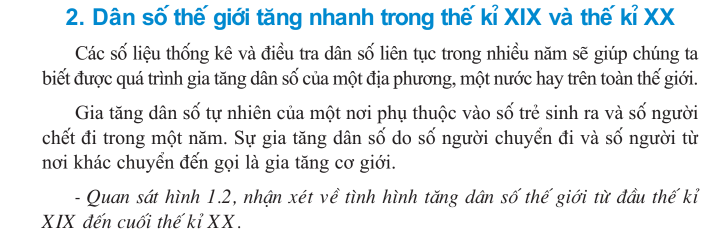 2. Dân số thế giới tăng nhanh trong thế kỉ XIX và thế kỉ XX
Các số liệu thống kê và điều tra dân số liên tục trong nhiều năm sẽ giúp chúng ta
biết được quá trình gia tăng dân số của một địa phương, một nước hay trên toàn thế giới.
Gia tăng dân số tự nhiên của một nơi phụ thuộc vào số trẻ sinh ra và số người
chết đi trong một năm. Sự gia tăng dân số do số người chuyển đi và số người từ
nơi khác chuyển đến gọi là gia tăng cơ giới.
- Quan sát hình 1.2, nhận xét về tình hình tăng dân số thế giới từ đầu thế kỉ
XIX đến cuối thế kỉ XX.